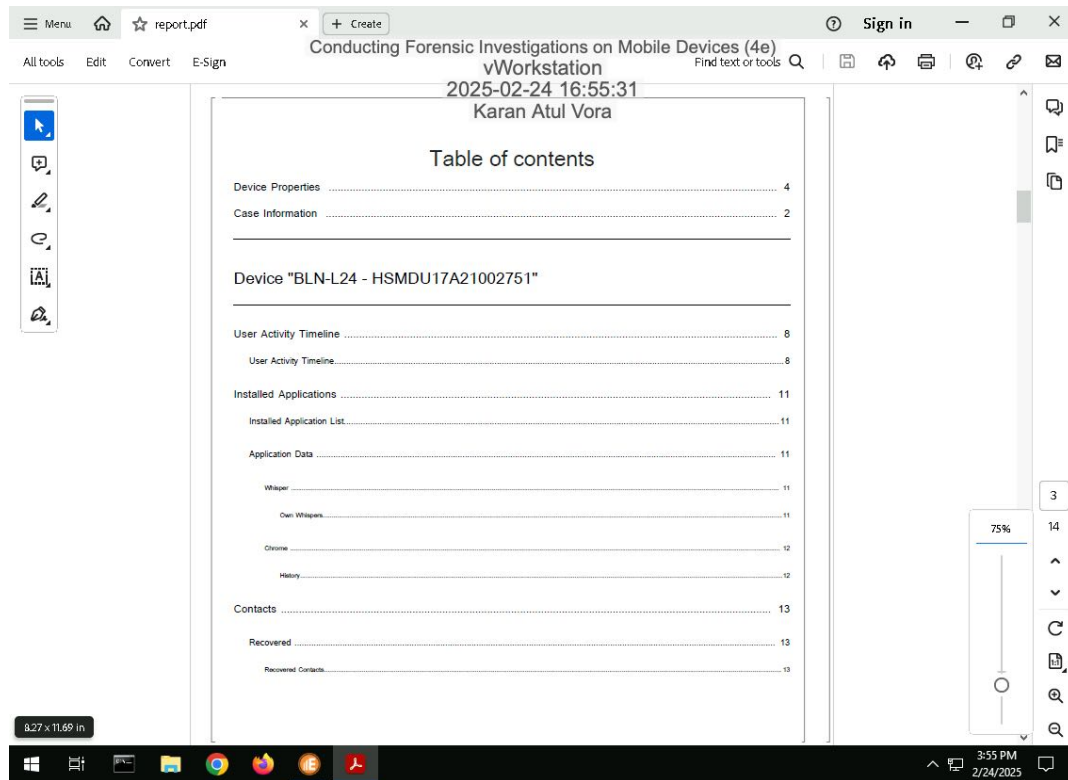 Menu
report.pdf
+ Create
Sign in
All tools
Edit
Convert
E-Sign
Find text or tools
Conducting Forensic Investigations on Mobile Devices (4e)
vWorkstation
2025-02-24 16:55:31
Karan Atul Vora
Table of contents
Device Properties 4
Case Information 2
Device "BLN-L24 - HSMDU17A21002751"
User Activity Timeline 8
User Activity Timeline 8
Installed Applications 11
Installed Application List 11
Application Data 11
Whisper 11
Own Whispers 11
Chrome 12
History 12
Contacts 13
Recovered 13
Recovered Contacts 13
3
14
75%
8.27 x 11.69 in
3:55 PM
2/24/2025